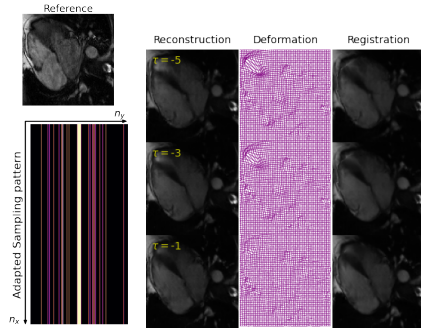 Reference
Reconstruction Deformation Registration
τ = -5
n_y
Adapted Sampling pattern
τ = -3
τ = -1
n_x